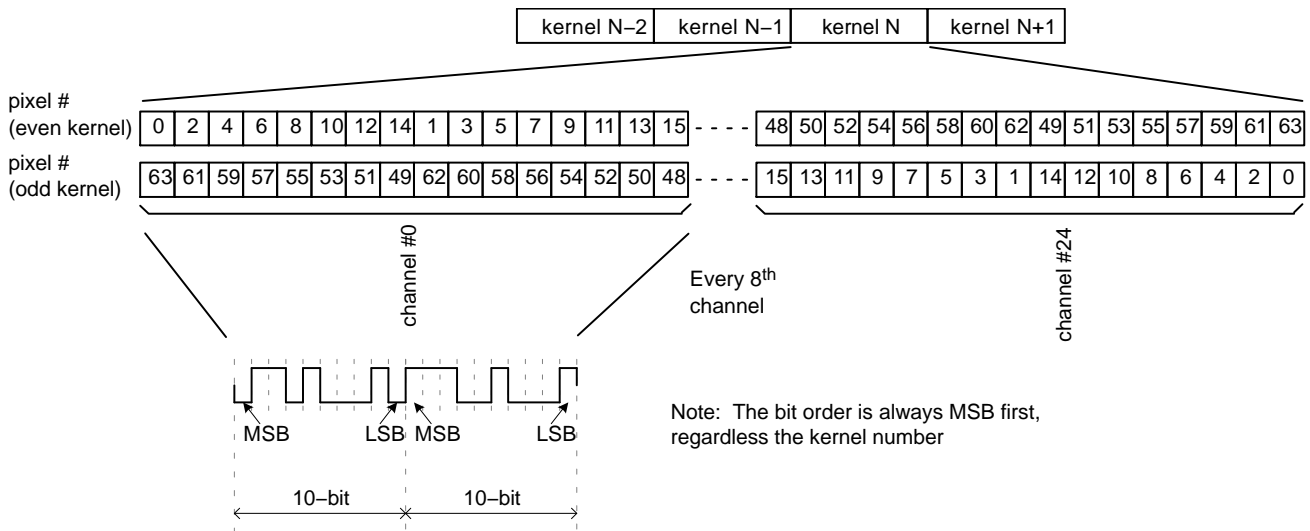 kernel N−2 kernel N−1 kernel N kernel N+1
pixel #
(even kernel) 0 2 4 6 8 10 12 14 1 3 5 7 9 11 13 15 - - - - 48 50 52 54 56 58 60 62 49 51 53 55 57 59 61 63
pixel #
(odd kernel) 63 61 59 57 55 53 51 49 62 60 58 56 54 52 50 48 - - - - 15 13 11 9 7 5 3 1 14 12 10 8 6 4 2 0
channel #0
Every 8th
channel
channel #24
MSB LSB MSB LSB
Note: The bit order is always MSB first,
regardless the kernel number
10−bit 10−bit